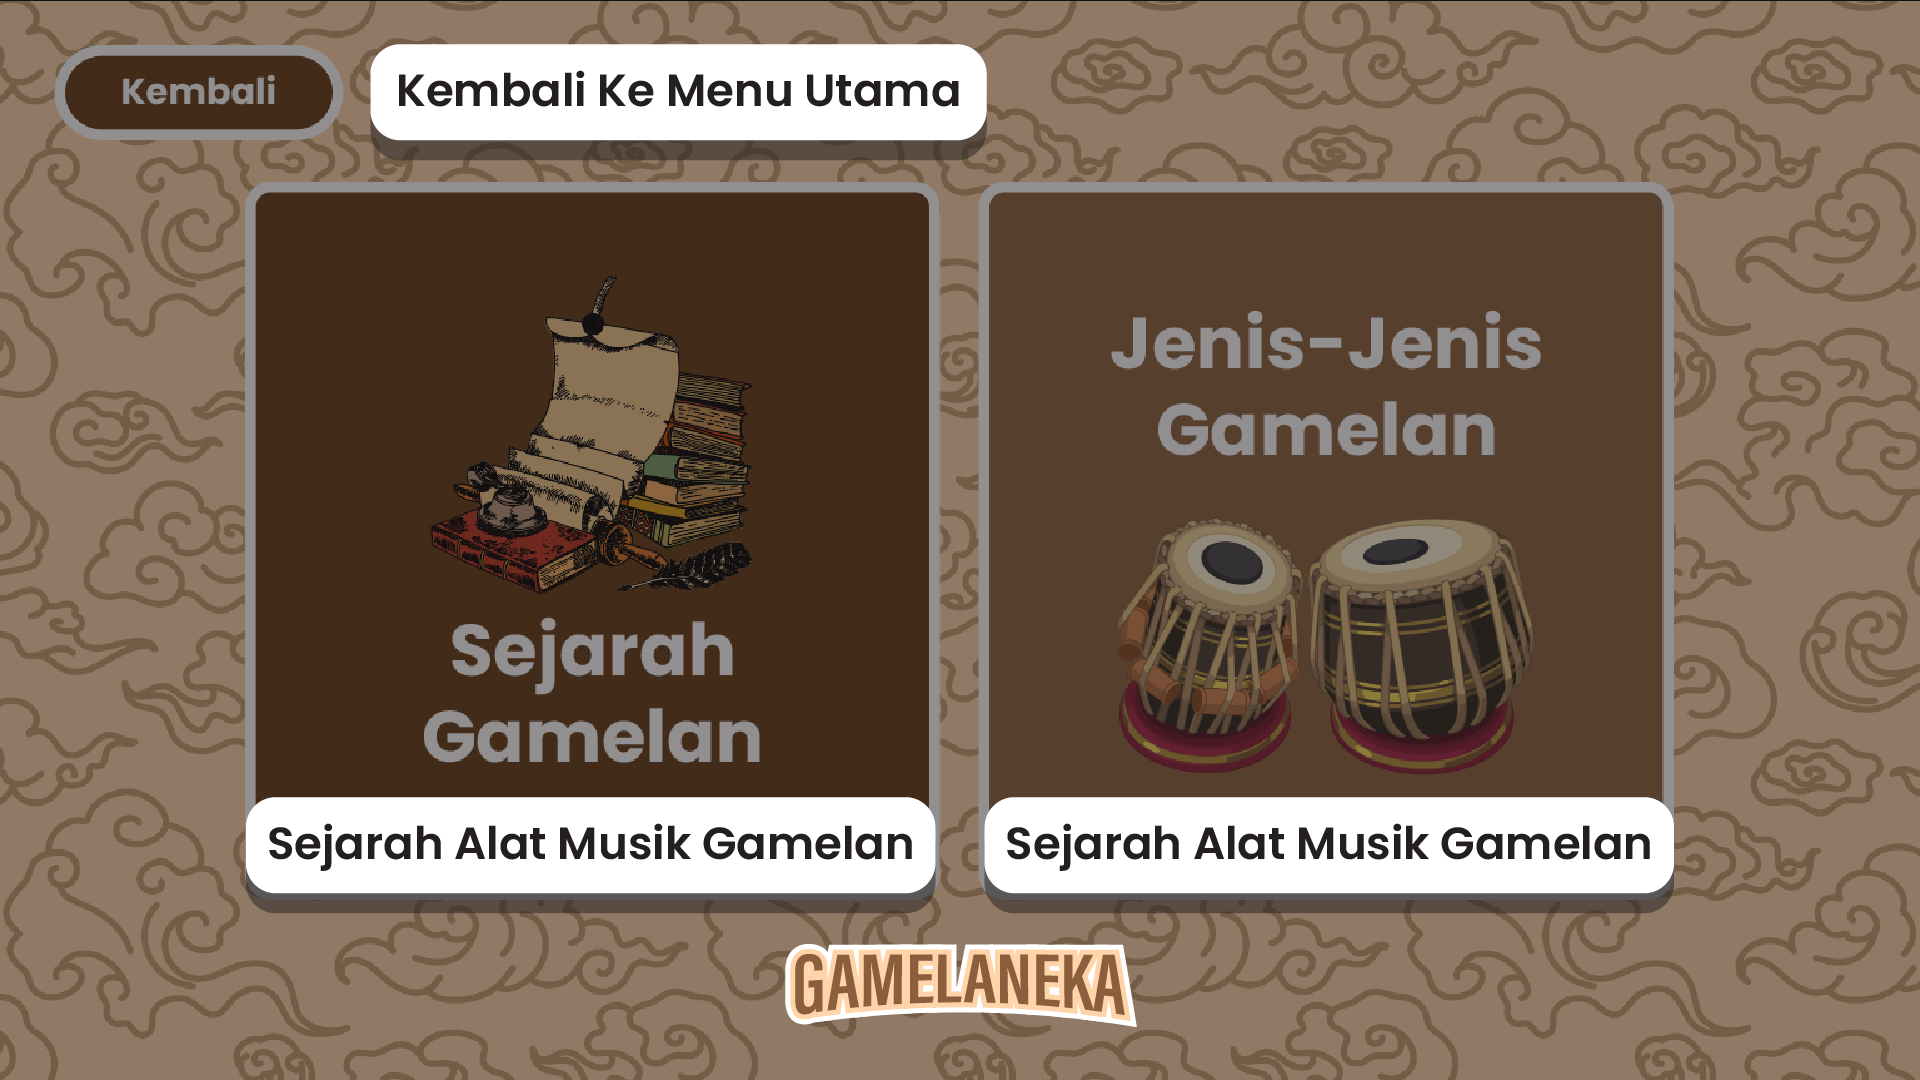 Kembali
Kembali Ke Menu Utama
Sejarah
Gamelan
Sejarah Alat Musik Gamelan
Jenis-Jenis
Gamelan
Sejarah Alat Musik Gamelan
GAMELANEKA